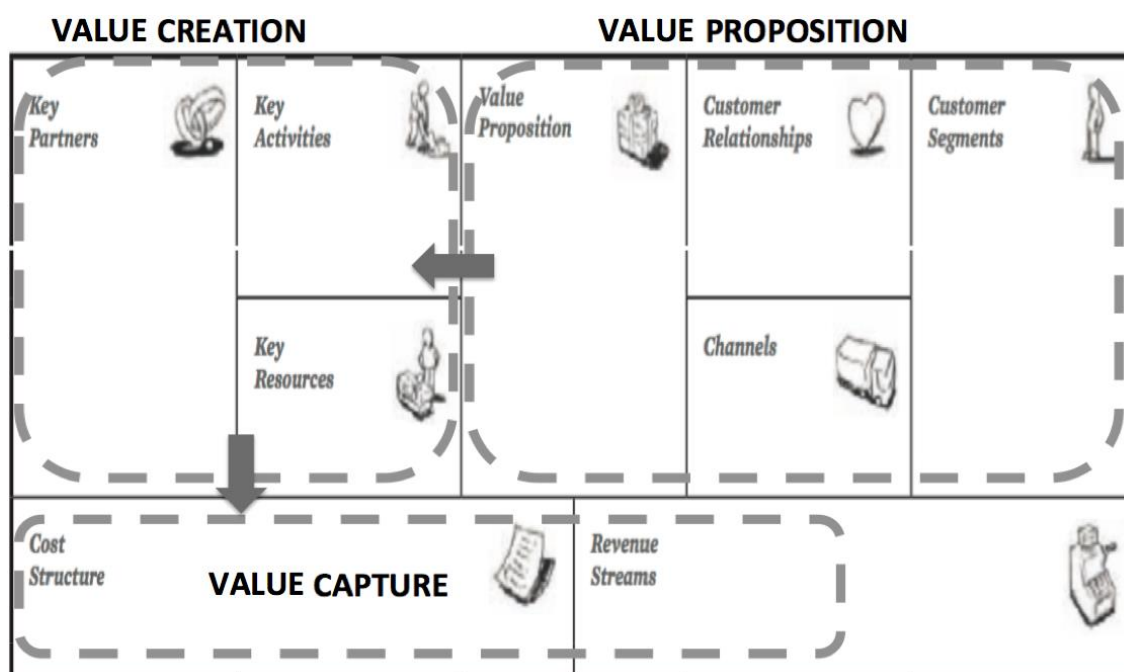 VALUE CREATION
VALUE PROPOSITION
Key
Partners
Key
Activities
Value
Proposition
Customer
Relationships
Customer
Segments
Key
Resources
Channels
Cost
Structure
VALUE CAPTURE
Revenue
Streams